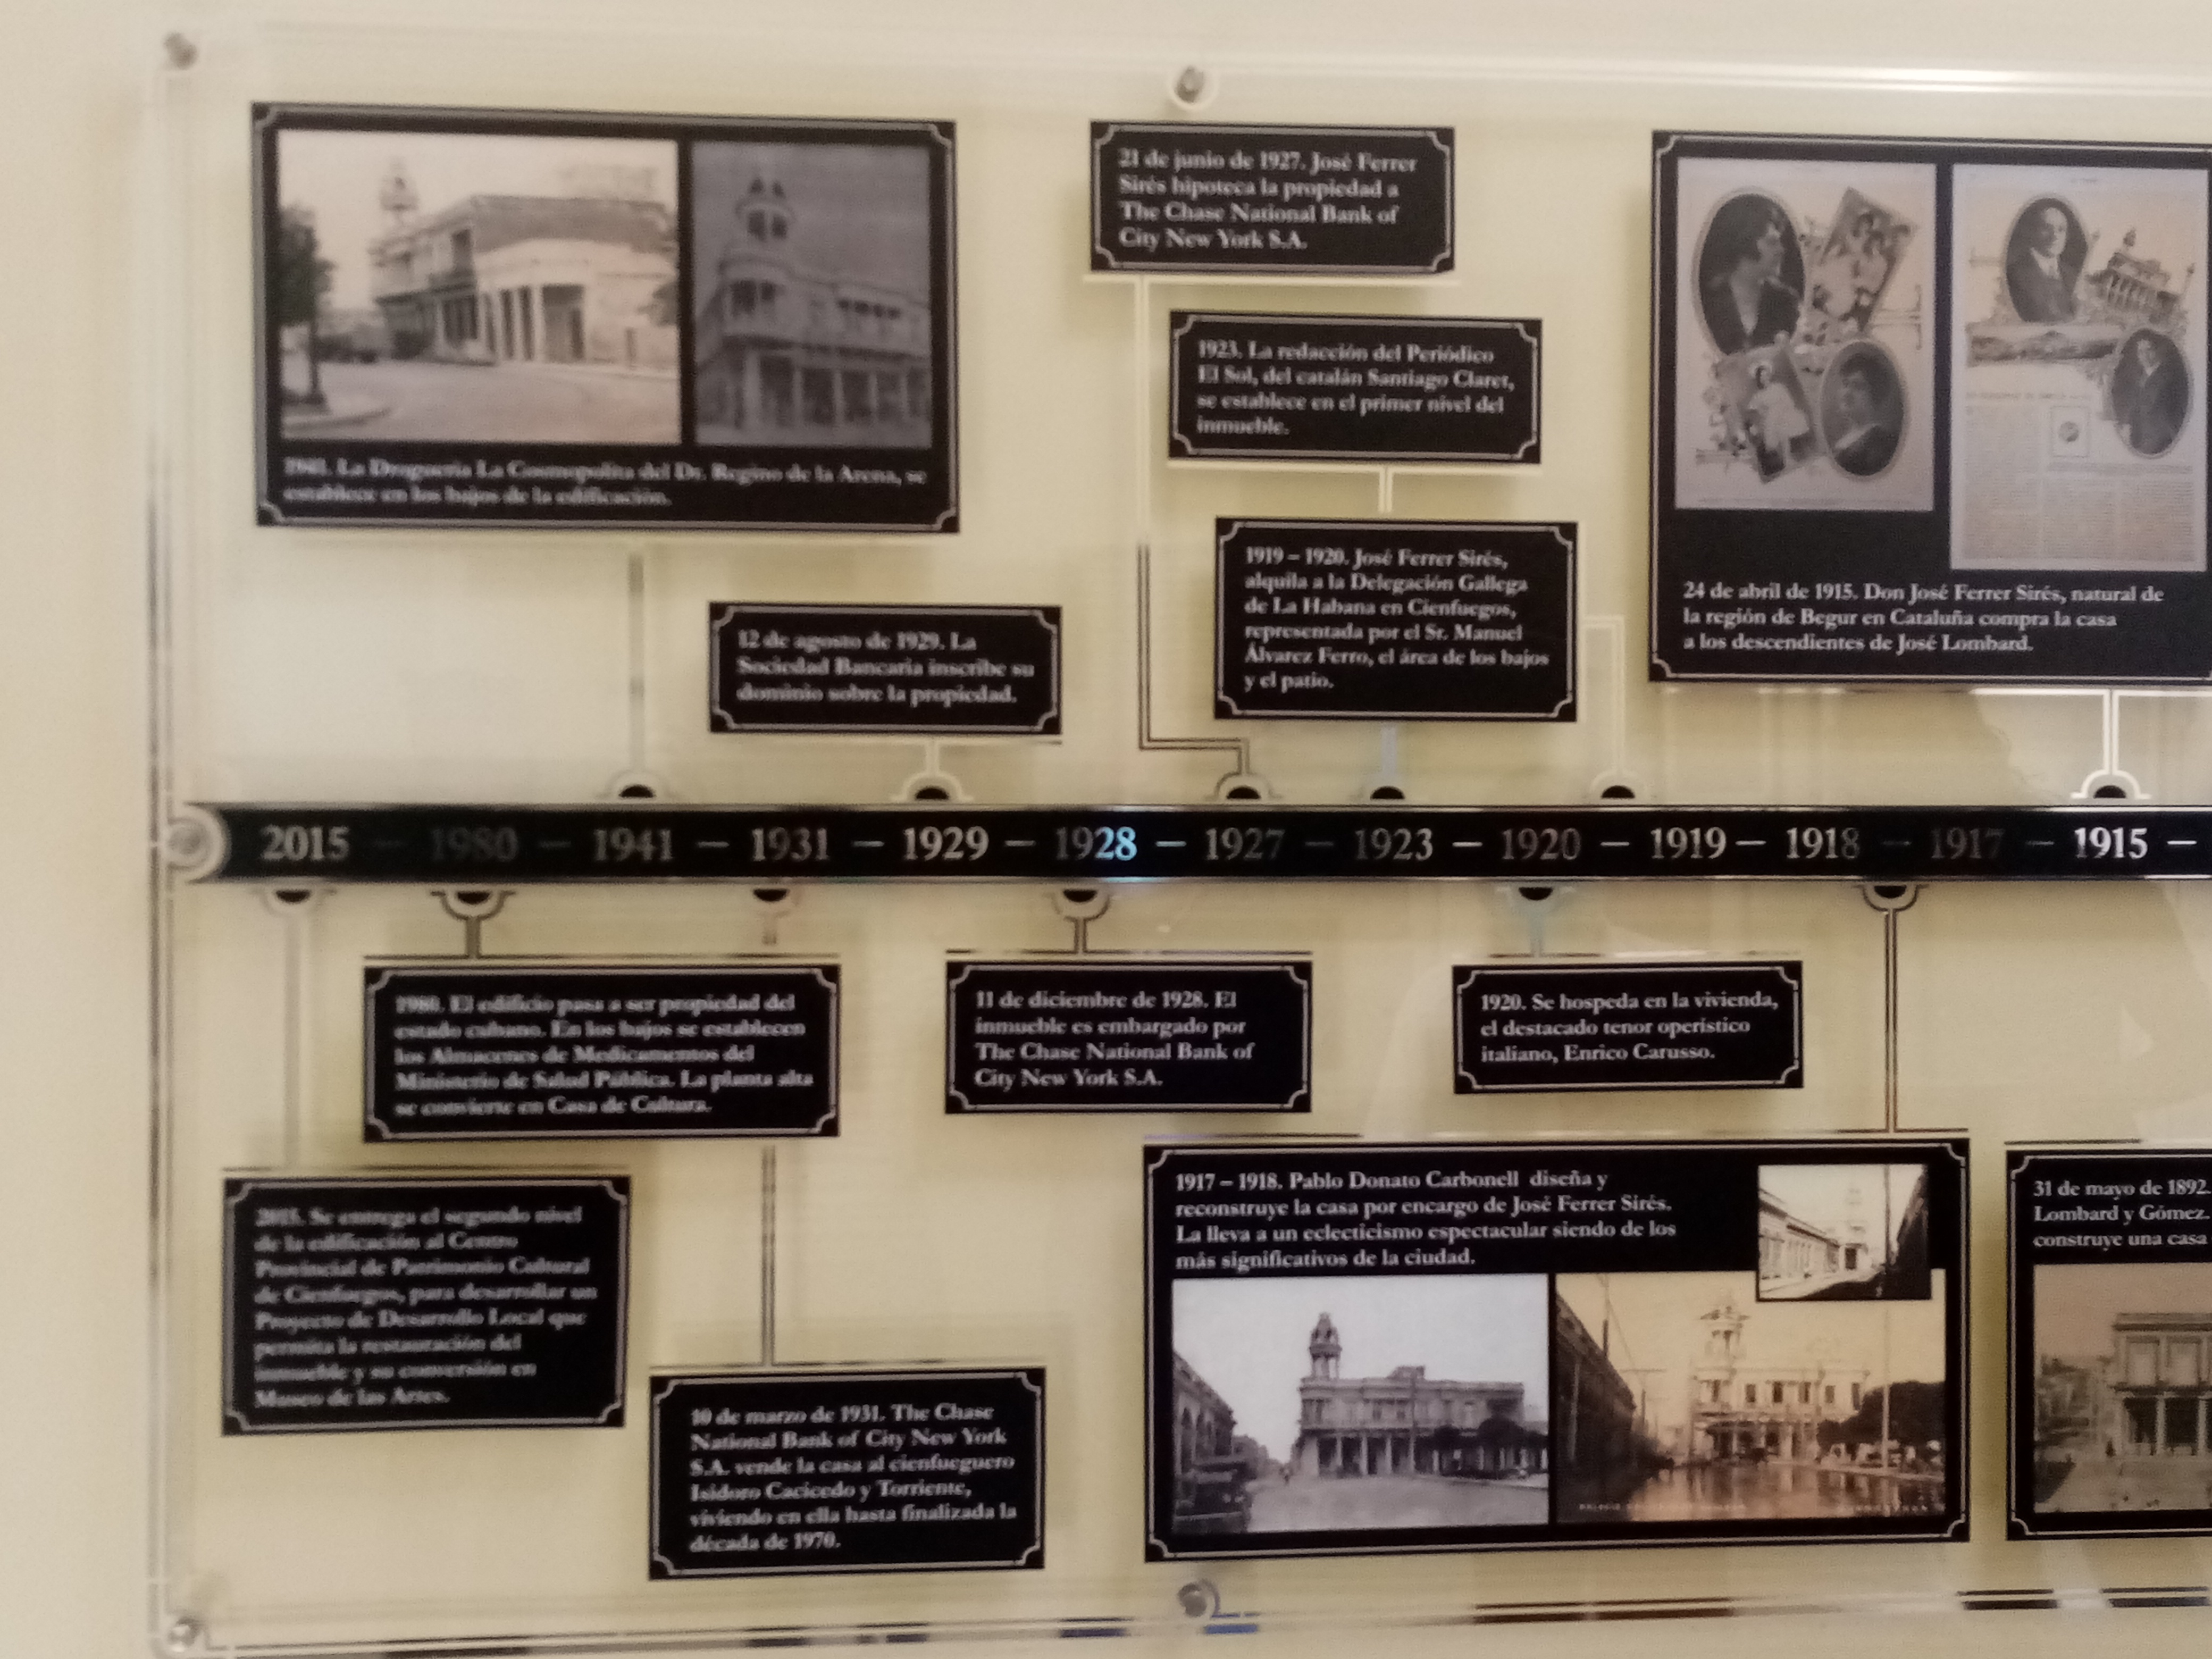 21 de junio de 1927. José Ferrer
Sirés hipoteca la propiedad a
The Chase National Bank of
City New York S.A.
1923. La redacción del Periódico
El Sol, del catalán Santiago Claret,
se establece en el primer nivel del
inmueble.
1941. La Droguería La Cosmopolita del Dr. Regino de la Arena, se
establece en los bajos de la edificación.
1919 – 1920. José Ferrer Sirés,
alquila a la Delegación Gallega
de La Habana en Cienfuegos,
representada por el Sr. Manuel
Álvarez Ferro, el área de los bajos
y el patio.
24 de abril de 1915. Don José Ferrer Sirés, natural de
la región de Begur en Cataluña compra la casa
a los descendientes de José Lombard.
12 de agosto de 1929. La
Sociedad Bancaria inscribe su
dominio sobre la propiedad.
2015 – 1980 – 1941 – 1931 – 1929 – 1928 – 1927 – 1923 – 1920 – 1919 – 1918 – 1917 – 1915 –
1980. El edificio pasa a ser propiedad del
estado cubano. En los bajos se establecen
los Almacenes de Medicamentos del
Ministerio de Salud Pública. La planta alta
se convierte en Casa de Cultura.
11 de diciembre de 1928. El
inmueble es embargado por
The Chase National Bank of
City New York S.A.
1920. Se hospeda en la vivienda,
el destacado tenor operístico
italiano, Enrico Carusso.
2015. Se entrega el segundo nivel
de la edificación al Centro
Provincial de Patrimonio Cultural
de Cienfuegos, para desarrollar un
Proyecto de Desarrollo Local que
permita la restauración del
inmueble y su conversión en
Museo de las Artes.
10 de marzo de 1931. The Chase
National Bank of City New York
S.A. vende la casa al cienfueguero
Isidoro Cacicedo y Torriente,
viviendo en ella hasta finalizada la
década de 1970.
1917 – 1918. Pablo Donato Carbonell diseña y
reconstruye la casa por encargo de José Ferrer Sirés.
La lleva a un eclecticismo espectacular siendo de los
más significativos de la ciudad.
31 de mayo de 1892.
Lombard y Gómez.
construye una casa